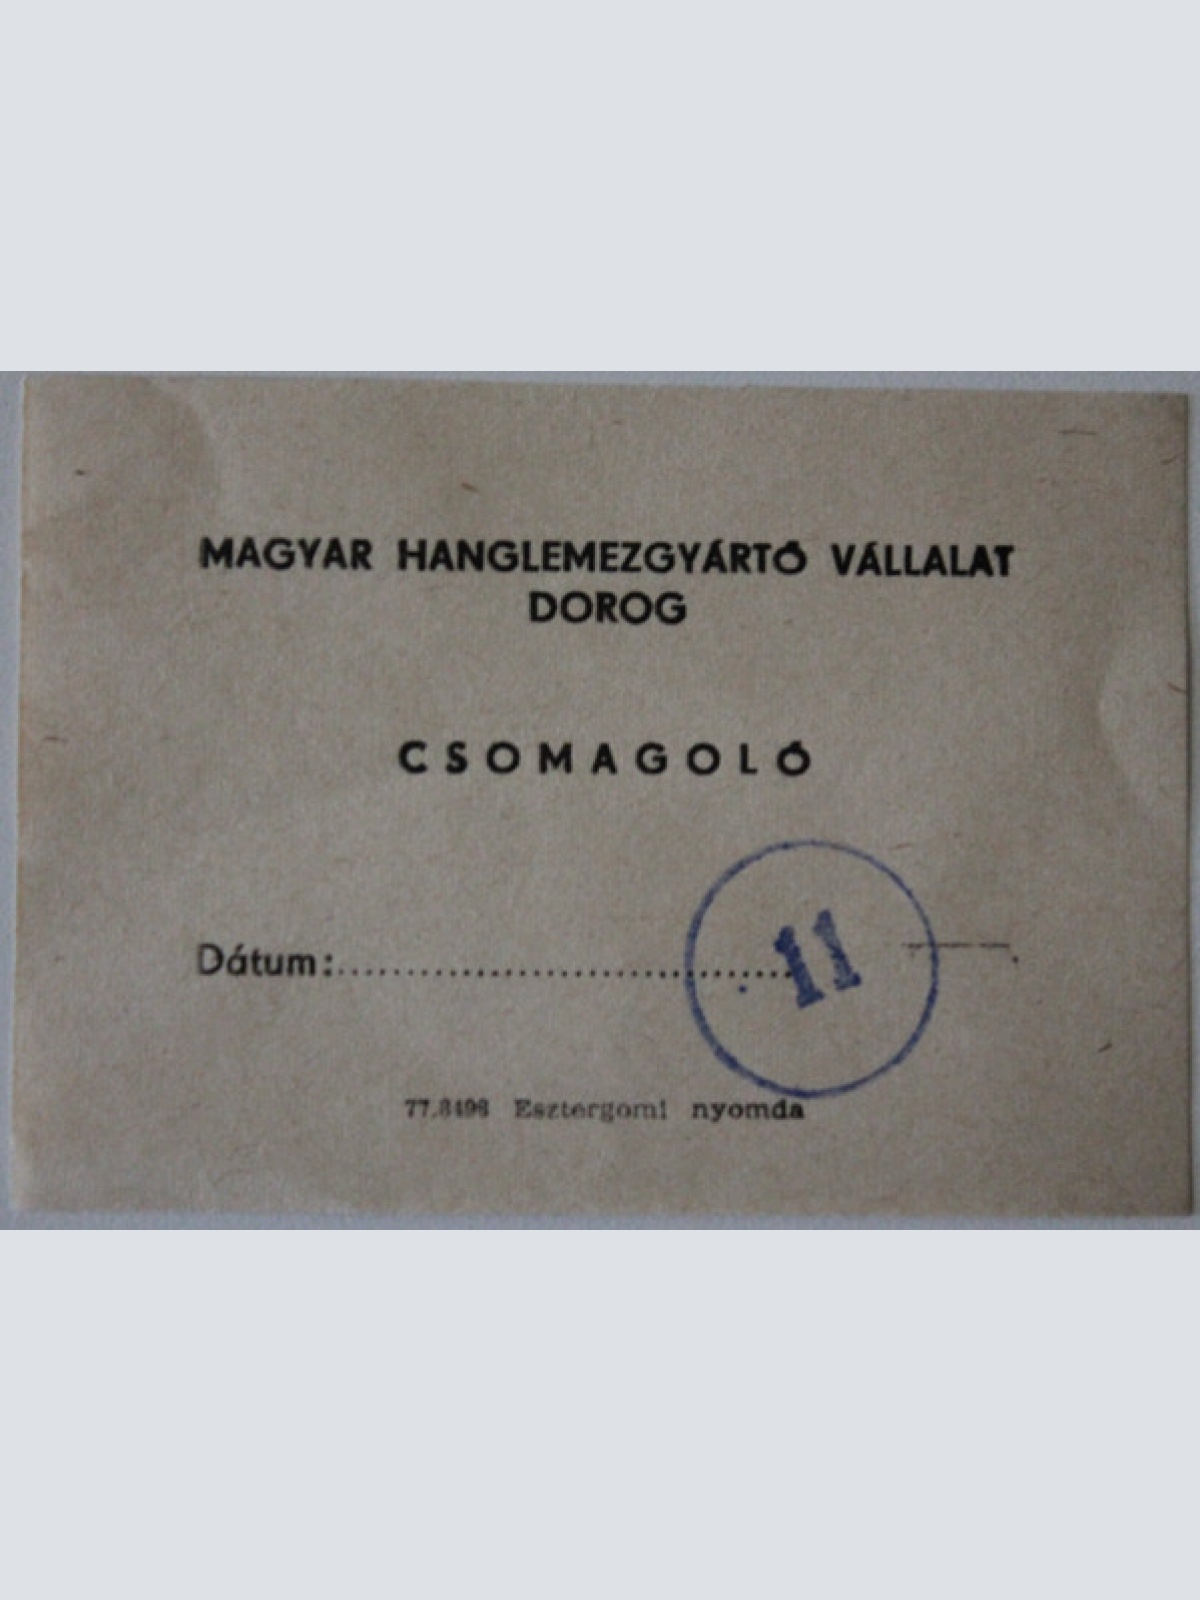 MAGYAR HANGLEMEZGYÁRTÓ VÁLLALAT
DOROG
CSOMAGOLÓ
Dátum:..............................
11
77.8498 Esztergomi nyomda